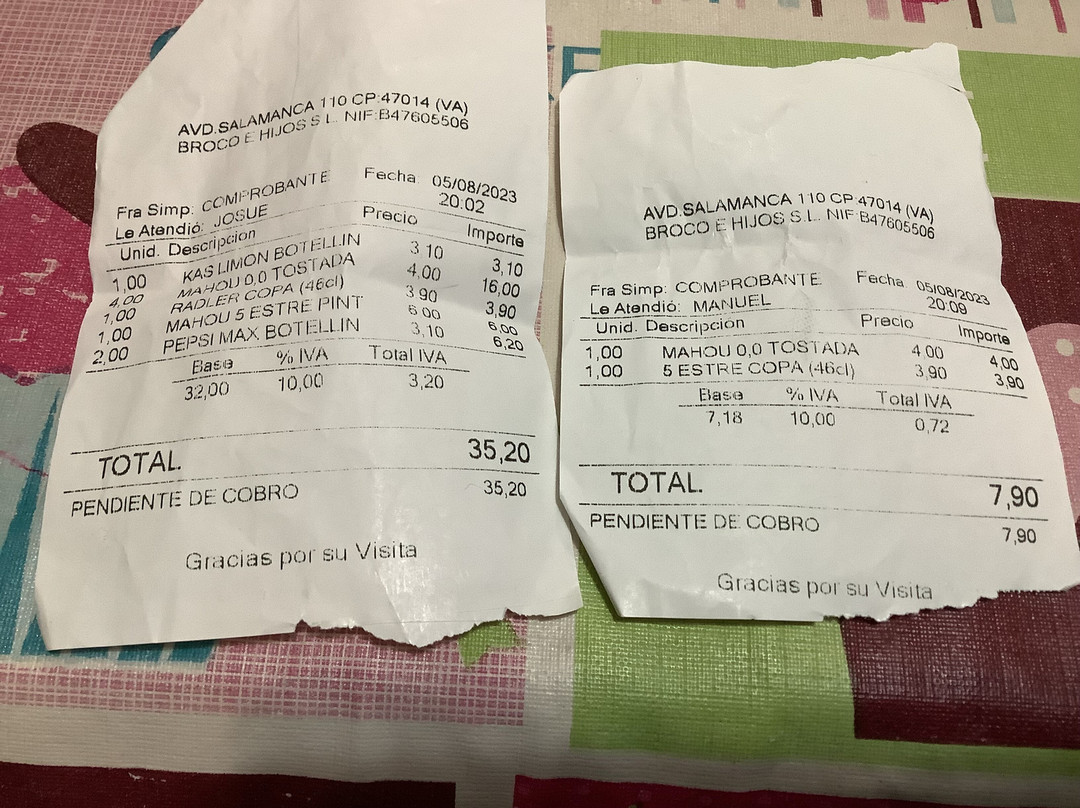 AVD.SALAMANCA 110 CP:47014 (VA)
BROCO E HIJOS S L. NIF:B47605506
Fra Simp: COMPROBANTE Fecha 05/08/2023
Le Atendió: JOSUE 20:02
Unid. Descripción Precio Importe
1,00 KAS LIMON BOTELLIN 3,10 3,10
4,00 MAHOU 0,0 TOSTADA 4,00 16,00
1,00 RADLER COPA (46cl) 3,90 3,90
1,00 MAHOU 5 ESTRE PINT 6,00 6,00
2,00 PEPSI MAX BOTELLIN 3,10 6,20
Base % IVA Total IVA
32,00 10,00 3,20
TOTAL. 35,20
PENDIENTE DE COBRO 35,20
Gracias por su Visita
AVD.SALAMANCA 110 CP:47014 (VA)
BROCO E HIJOS S.L. NIF:B47605506
Fra Simp: COMPROBANTE Fecha 05/08/2023
Le Atendió: MANUEL 20:09
Unid. Descripción Precio Importe
1,00 MAHOU 0,0 TOSTADA 4,00 4,00
1,00 5 ESTRE COPA (46cl) 3,90 3,90
Base % IVA Total IVA
7,18 10,00 0,72
TOTAL. 7,90
PENDIENTE DE COBRO 7,90
Gracias por su Visita